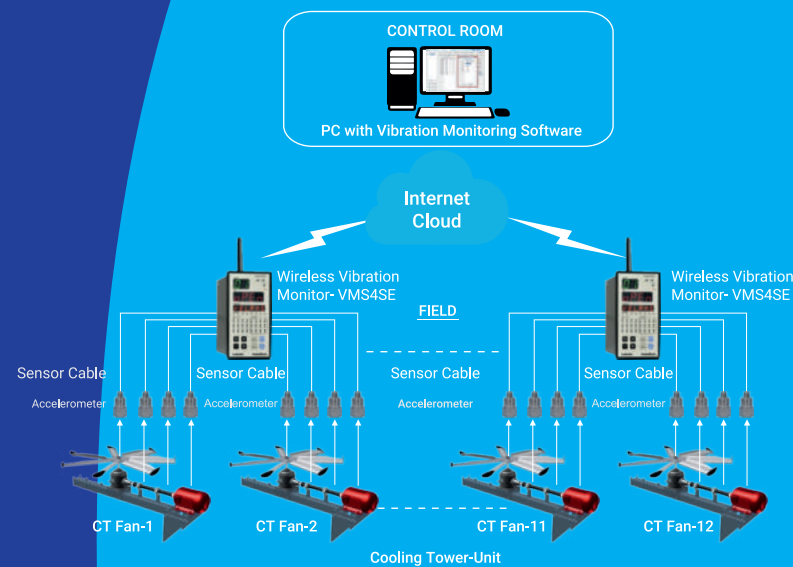 CONTROL ROOM
PC with Vibration Monitoring Software
Internet
Cloud
Wireless Vibration
Monitor- VMS4SE
FIELD
Wireless Vibration
Monitor- VMS4SE
Sensor Cable
Sensor Cable
Sensor Cable
Sensor Cable
Accelerometer
Accelerometer
Accelerometer
Accelerometer
CT Fan-1
CT Fan-2
CT Fan-11
CT Fan-12
Cooling Tower-Unit